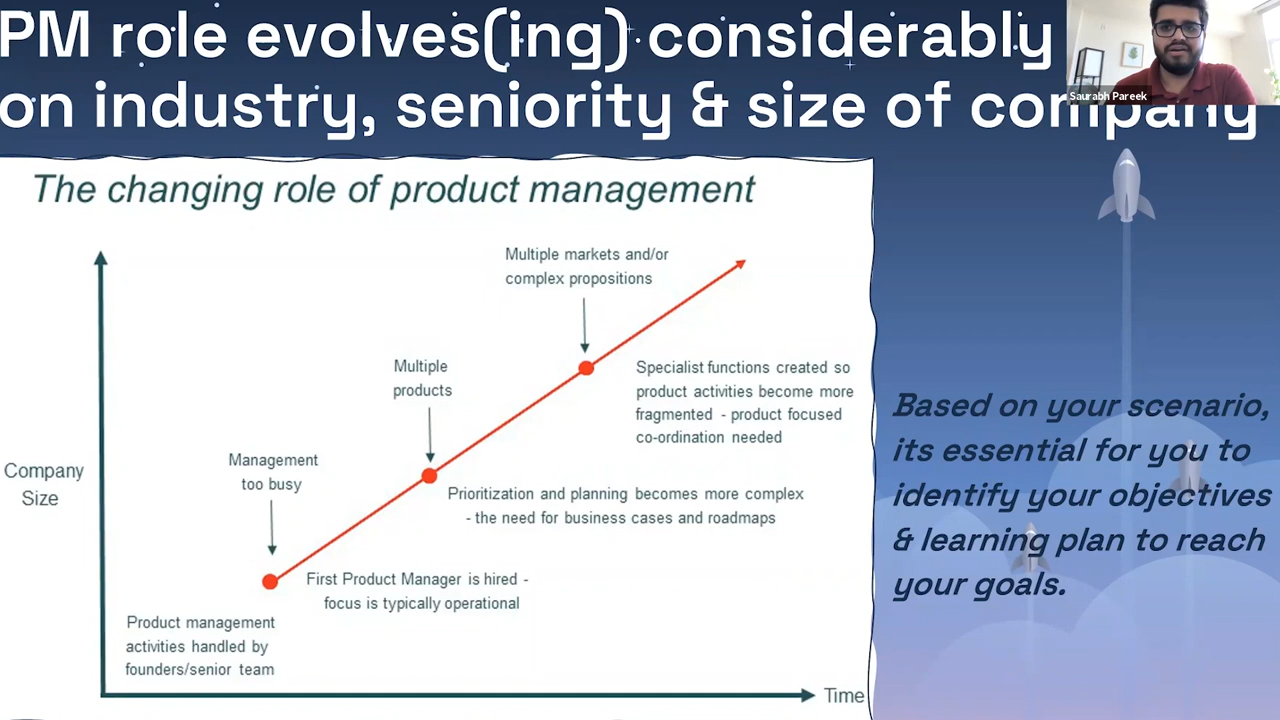 PM role evolves(ing) considerably
on industry, seniority & size of company
Saurabh Pareek
The changing role of product management
Multiple markets and/or
complex propositions
Multiple
products
Specialist functions created so
product activities become more
fragmented - product focused
co-ordination needed
Management
too busy
Company
Size
Prioritization and planning becomes more complex
- the need for business cases and roadmaps
First Product Manager is hired -
focus is typically operational
Product management
activities handled by
founders/senior team
Time
Based on your scenario,
its essential for you to
identify your objectives
& learning plan to reach
your goals.